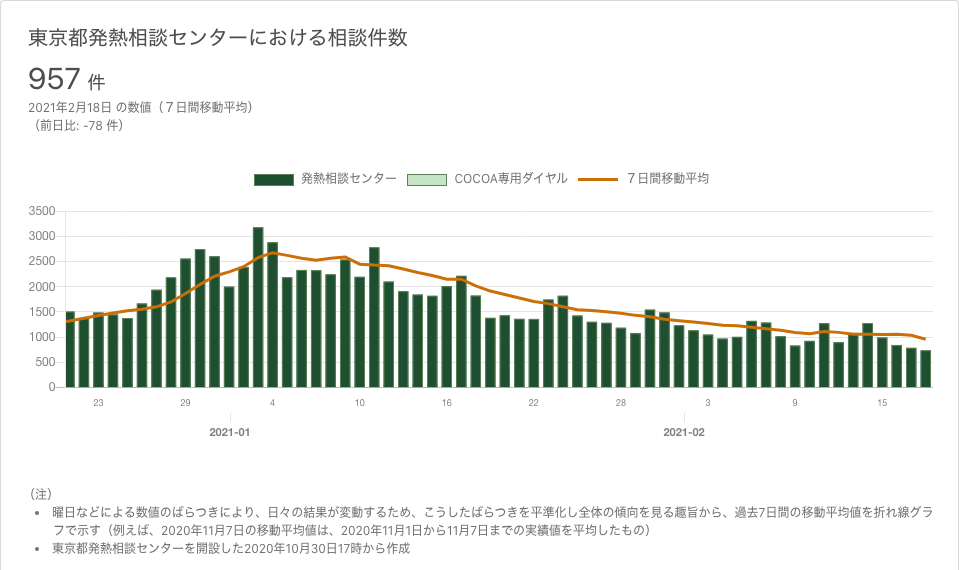 東京都発熱相談センターにおける相談件数
957 件
2021年2月18日 の数値（７日間移動平均）
（前日比: -78 件）
発熱相談センター COCOA専用ダイヤル ７日間移動平均
3500
3000
2500
2000
1500
1000
500
0
23 29 4 10 16 22 28 3 9 15
2021-01 2021-02
（注）
• 曜日などによる数値のばらつきにより、日々の結果が変動するため、こうしたばらつきを平準化し全体の傾向を見る趣旨から、過去7日間の移動平均値を折れ線グラ
フで示す（例えば、2020年11月7日の移動平均値は、2020年11月1日から11月7日までの実績値を平均したもの）
• 東京都発熱相談センターを開設した2020年10月30日17時から作成